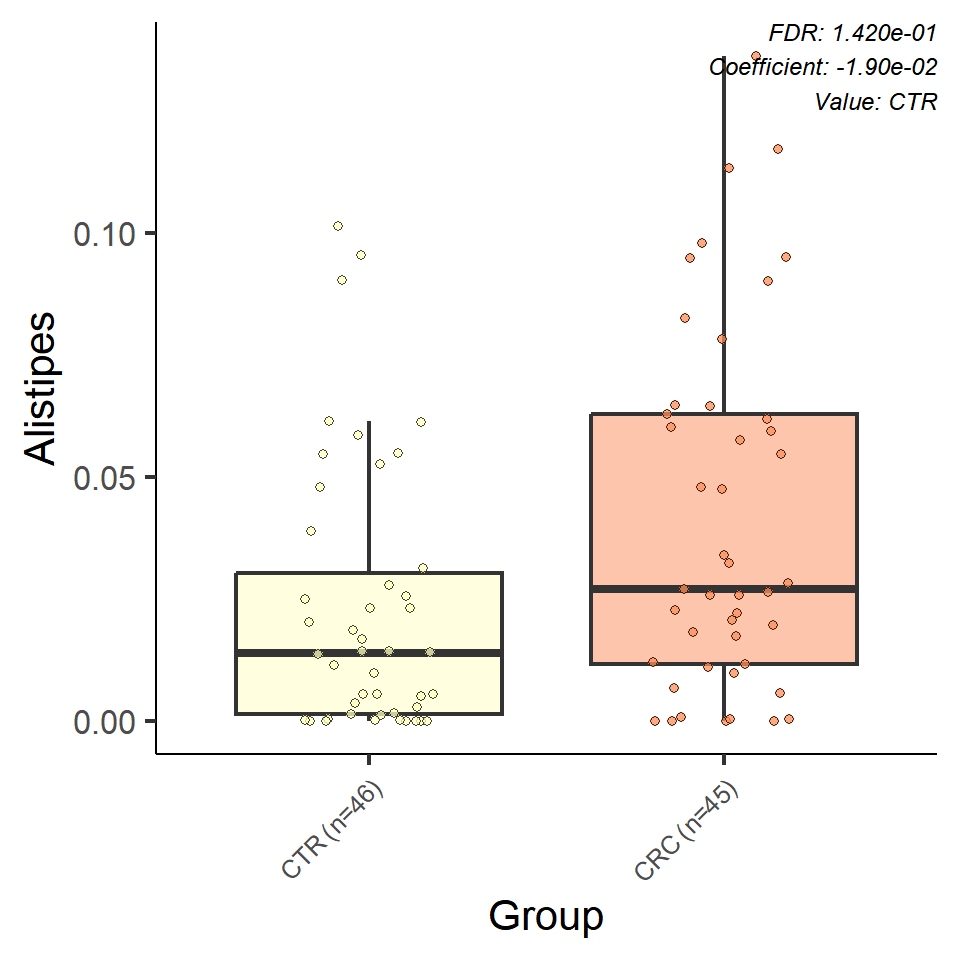 FDR: 1.420e-01
Coefficient: -1.90e-02
Value: CTR
Alistipes
0.10
0.05
0.00
CTR (n=46)
CRC (n=45)
Group